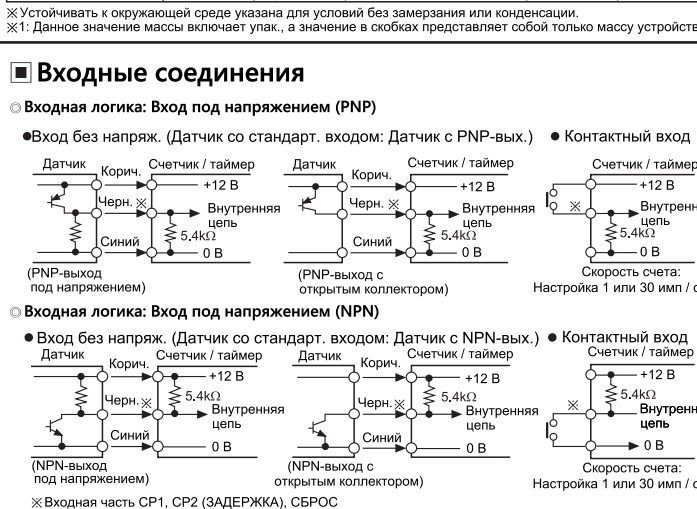 ※Устойчивать к окружающей среде указана для условий без замерзания или конденсации.
※1: Данное значение массы включает упак., а значение в скобках представляет собой только массу
Входные соединения
◎ Входная логика: Вход под напряжением (PNP)
●Вход без напряж. (Датчик со стандарт. входом: Датчик с PNP-вых.) ● Контактный вход
Датчик Счетчик / таймер Датчик Счетчик / таймер Счетчик / таймер
Корич. +12 В Корич. +12 В +12 В
Черн. ※ Внутренняя Черн. ※ Внутренняя ※
цепь цепь цепь
5.4kΩ 5.4kΩ 5.4kΩ
Синий 0 В Синий 0 В 0 В
(PNP-выход (PNP-выход с Скорость счета:
под напряжением) открытым коллектором) Настройка 1 или 30 имп /
◎ Входная логика: Вход под напряжением (NPN)
● Вход без напряж. (Датчик со стандарт. входом: Датчик с NPN-вых.) ● Контактный вход
Датчик Счетчик / таймер Датчик Счетчик / таймер Счетчик / таймер
Корич. +12 В Корич. +12 В +12 В
5.4kΩ 5.4kΩ 5.4kΩ
Черн.※ Внутренняя Черн.※ Внутренняя ※
цепь цепь цепь
Синий 0 В Синий 0 В 0 В
(NPN-выход (NPN-выход с Скорость счета:
под напряжением) открытым коллектором) Настройка 1 или 30 имп /
※Входная часть CP1, CP2 (ЗАДЕРЖКА), СБРОС